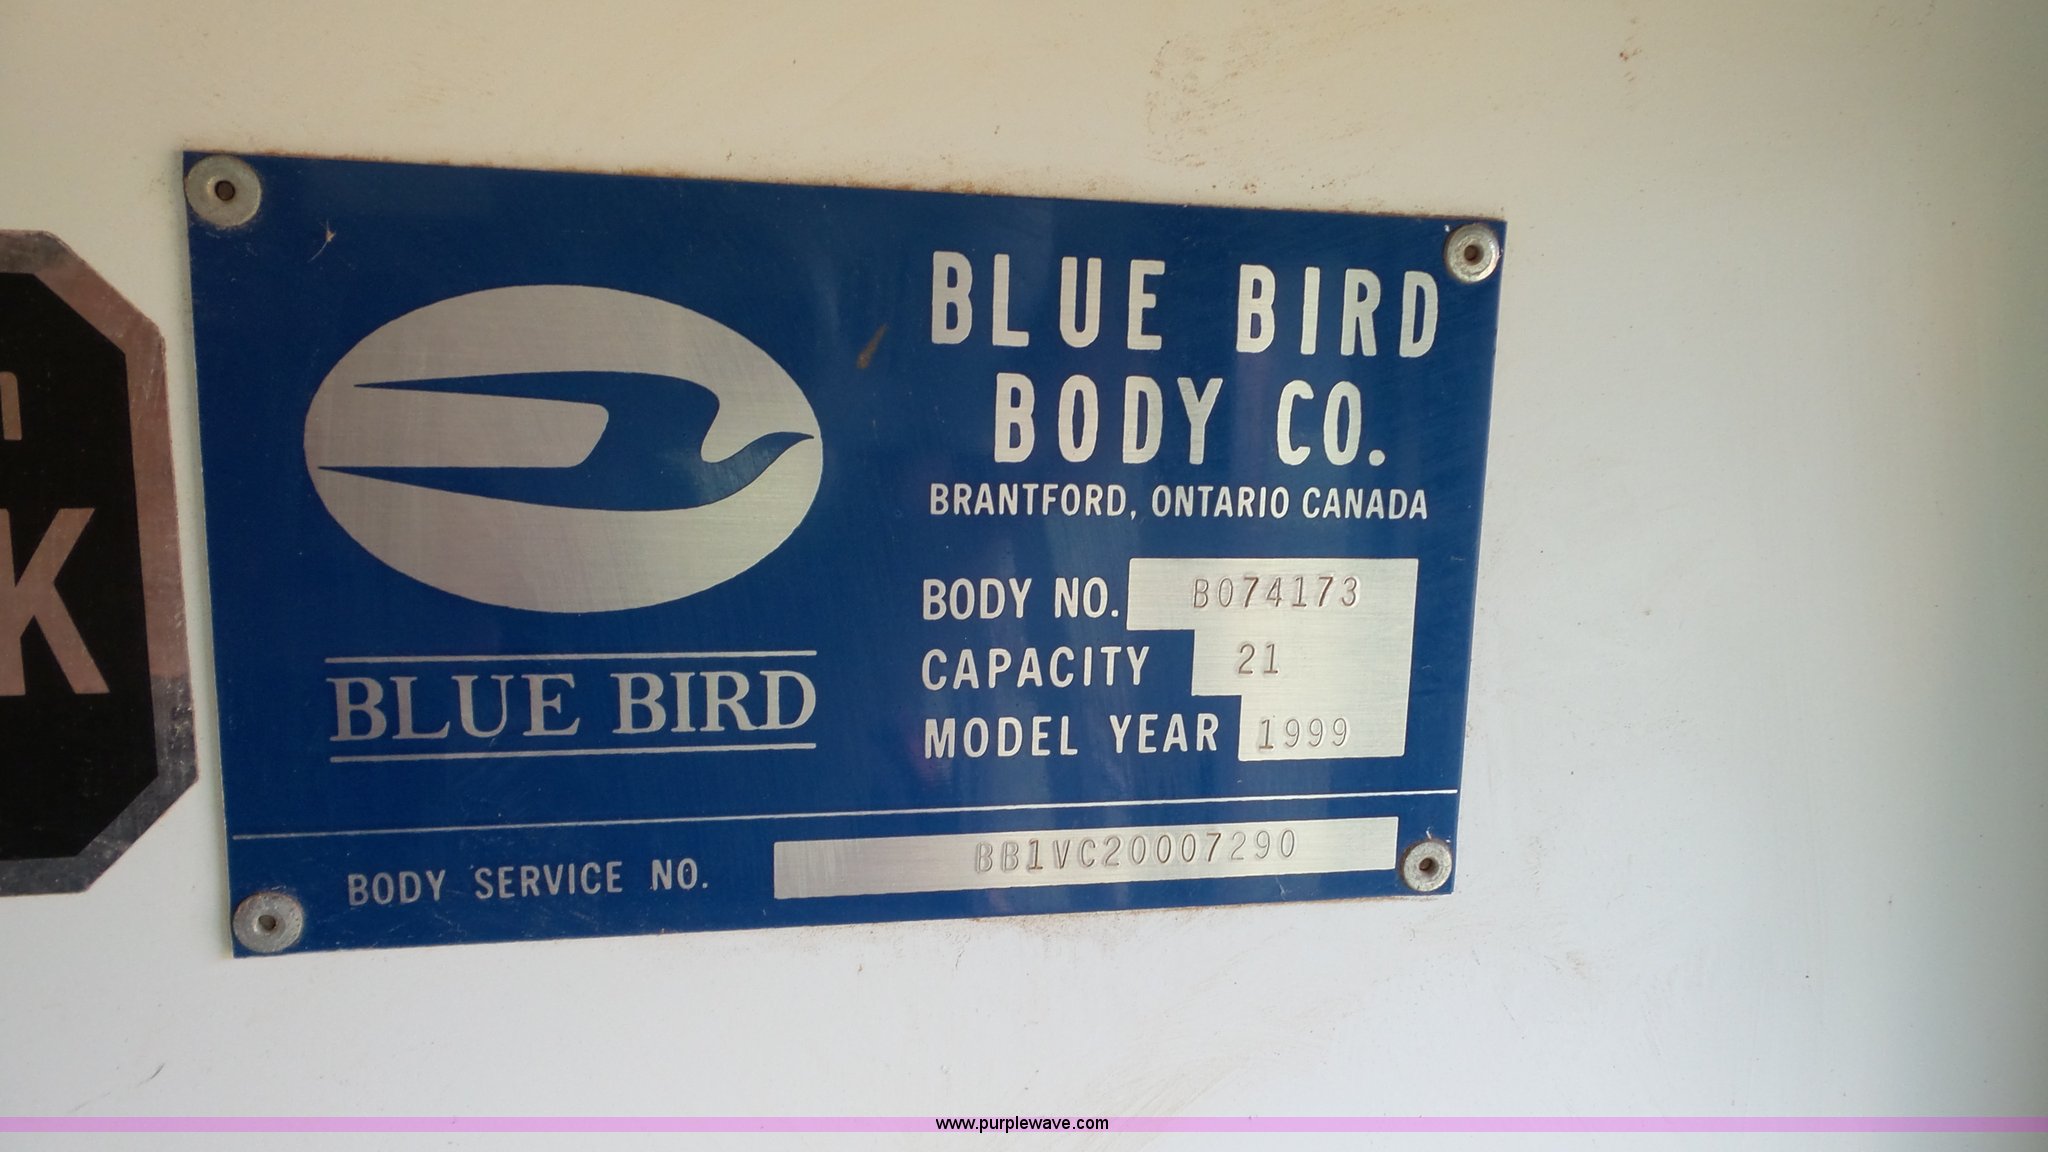 BLUE BIRD
BODY CO.
BRANTFORD, ONTARIO CANADA
BODY NO. B074173
CAPACITY 21
MODEL YEAR 1999
BLUE BIRD
BODY SERVICE NO. BB1VC20007290
K
www.purplewave.com